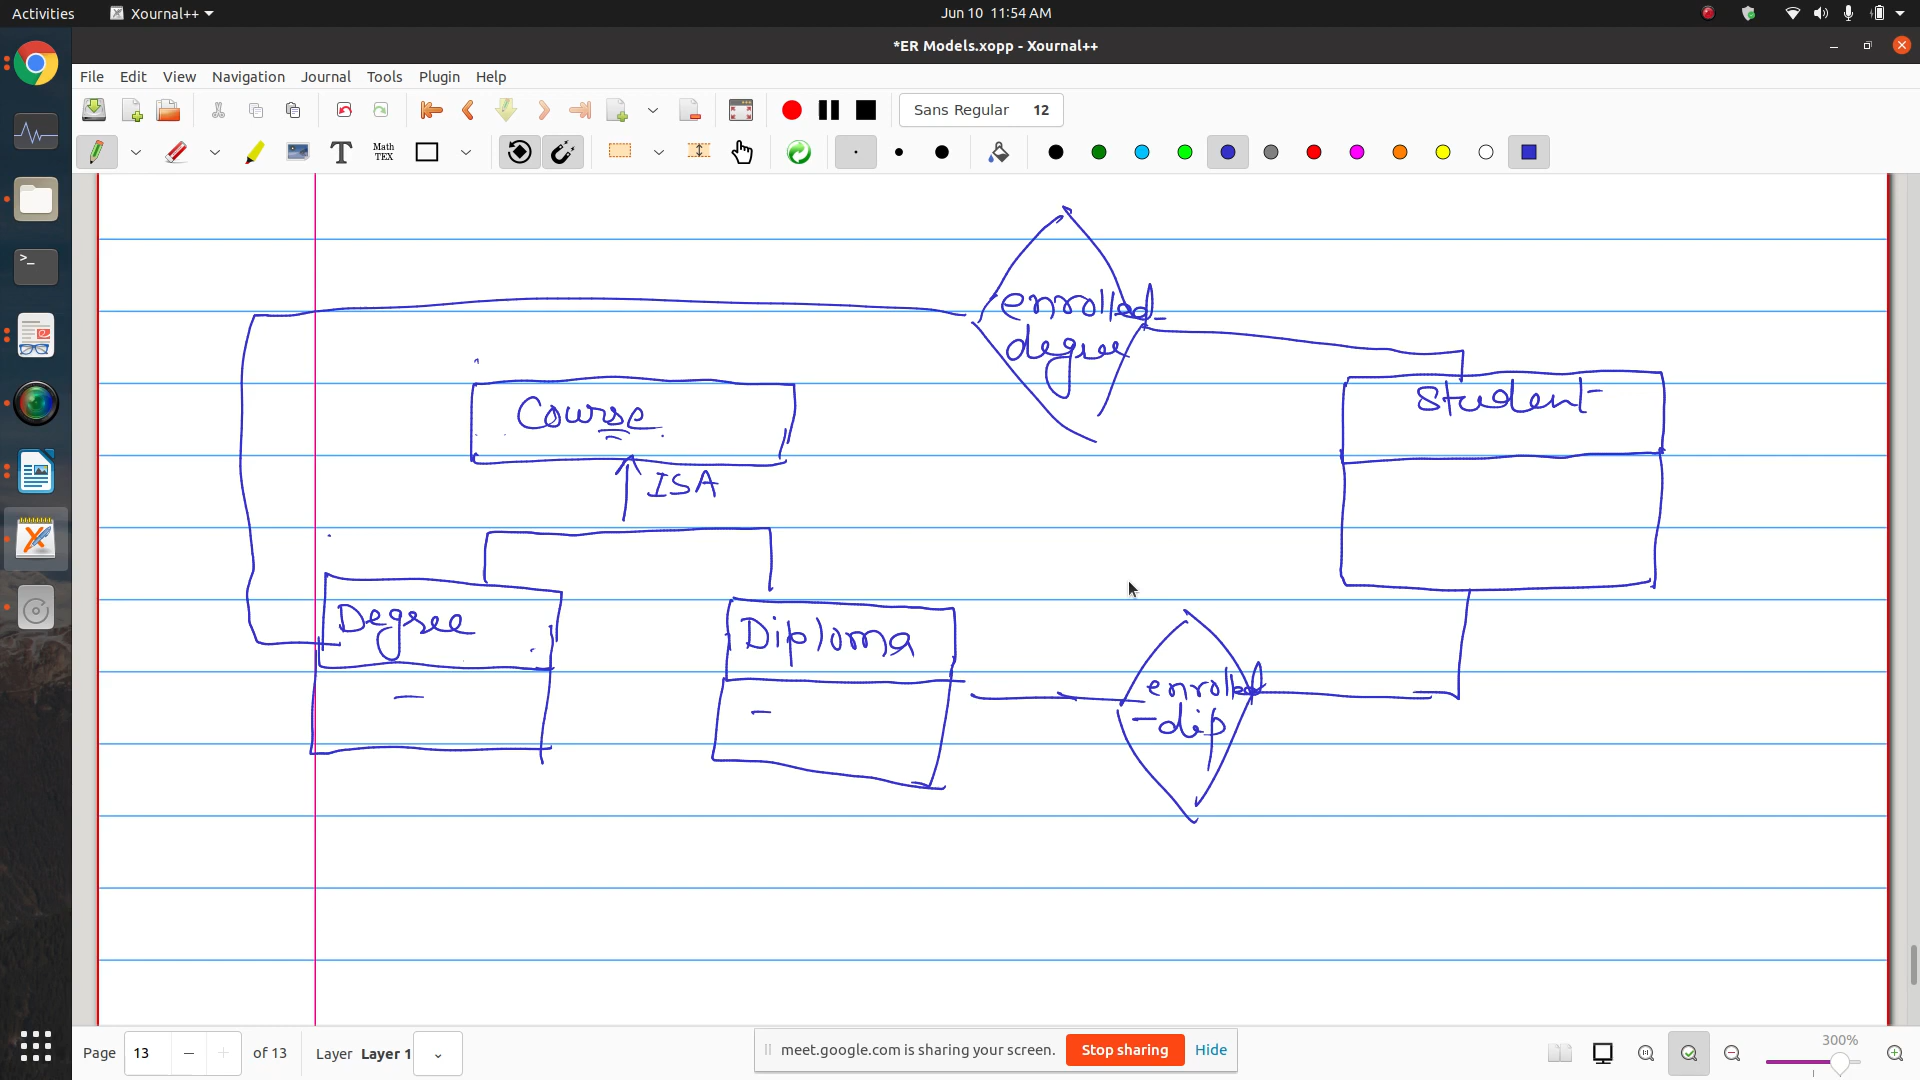 Activities
Xournal++
Jun 10 11:54 AM
*ER Models.xopp - Xournal++
File Edit View Navigation Journal Tools Plugin Help
Sans Regular 12
T Math
TEX
enrolled_
degree
Course
Student
ISA
Degree
Diploma
enrolled
-dip
Page 13 of 13 Layer Layer 1
meet.google.com is sharing your screen. Stop sharing Hide
300%